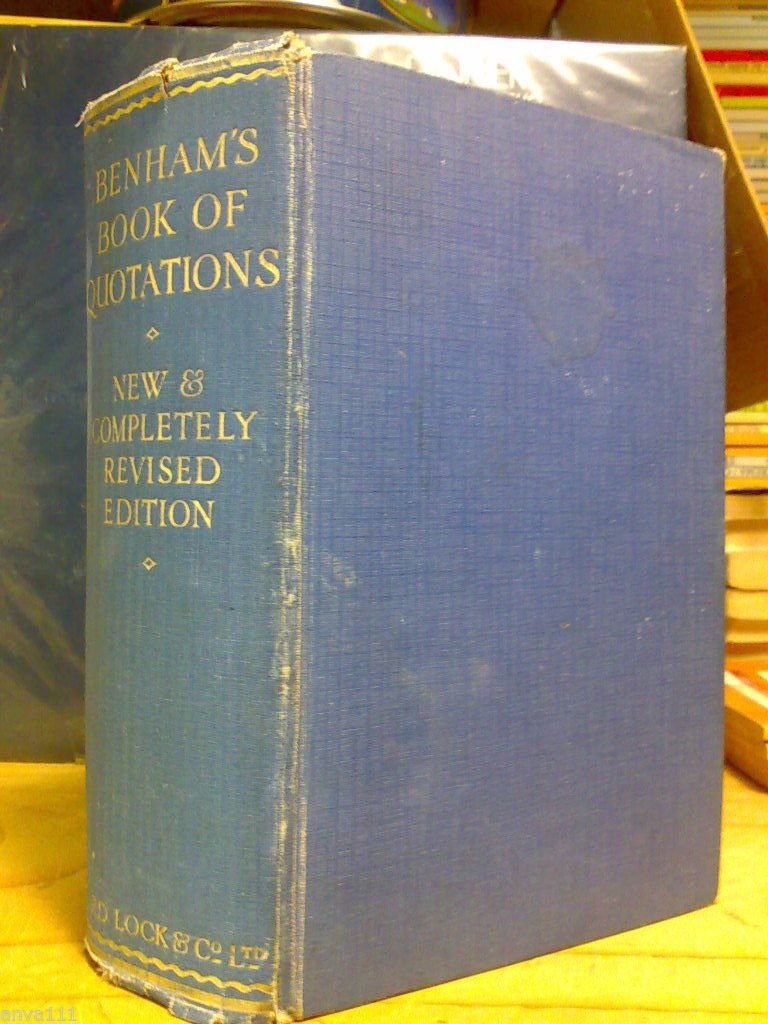 BENHAM'S
BOOK OF
QUOTATIONS
NEW &
COMPLETELY
REVISED
EDITION
LOCK & Co LTD
anva111